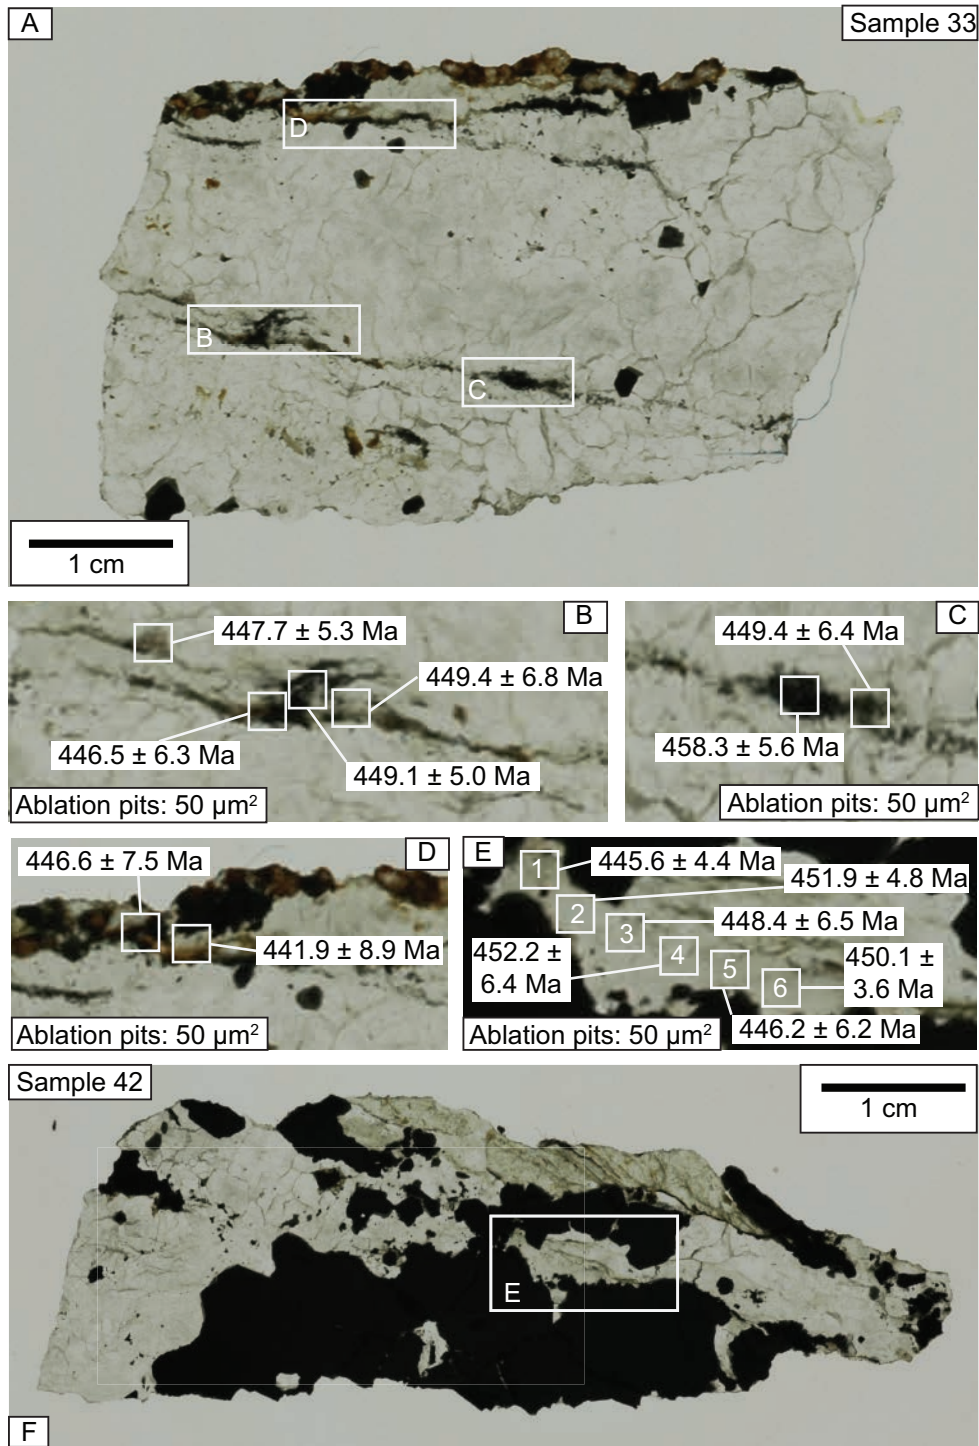 A
Sample 33
D
B
C
1 cm
B
447.7 ± 5.3 Ma
449.4 ± 6.8 Ma
446.5 ± 6.3 Ma
449.1 ± 5.0 Ma
Ablation pits: 50 µm²
C
449.4 ± 6.4 Ma
458.3 ± 5.6 Ma
Ablation pits: 50 µm²
D
446.6 ± 7.5 Ma
441.9 ± 8.9 Ma
Ablation pits: 50 µm²
E
1
445.6 ± 4.4 Ma
2
451.9 ± 4.8 Ma
3
448.4 ± 6.5 Ma
452.2 ±
6.4 Ma
4
5
6
450.1 ±
3.6 Ma
446.2 ± 6.2 Ma
Ablation pits: 50 µm²
Sample 42
1 cm
E
F